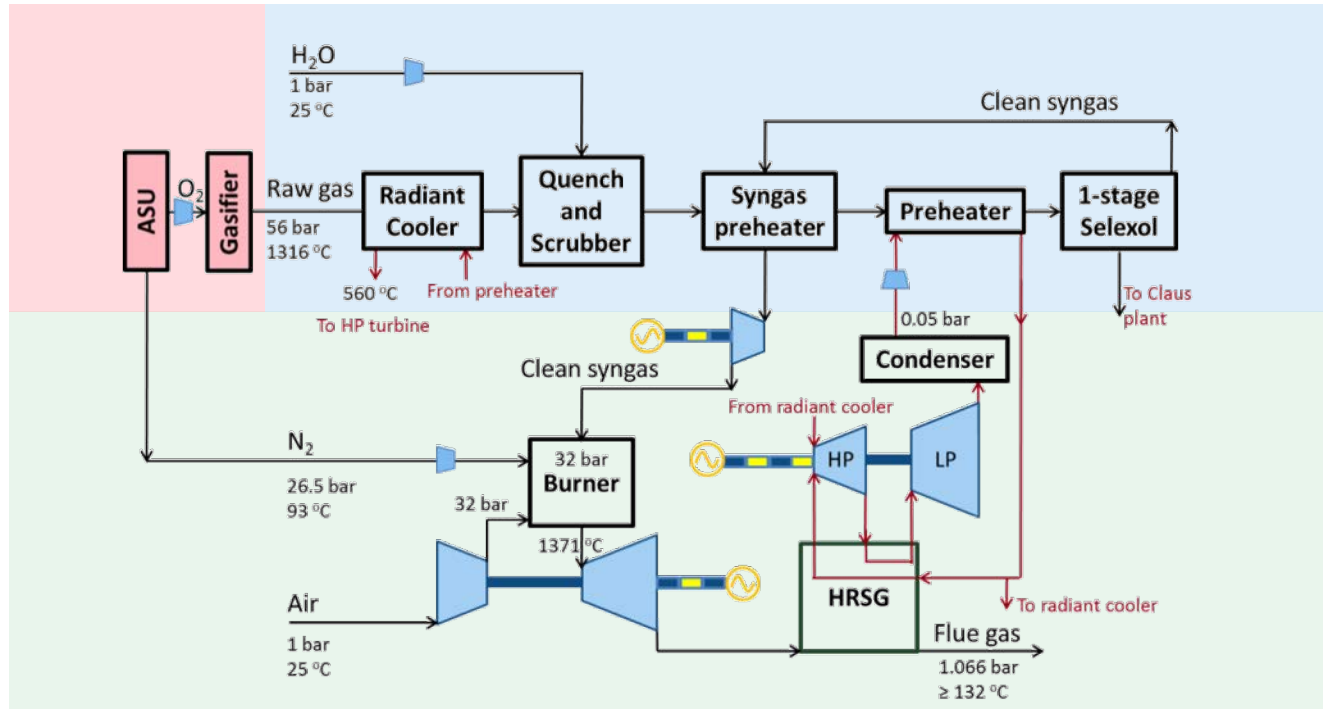 H₂O
1 bar
25 °C
Clean syngas
ASU
O₂
Gasifier
Raw gas
56 bar
1316 °C
Radiant
Cooler
Quench
and
Scrubber
Syngas
preheater
Preheater
1-stage
Selexol
560 °C
From preheater
To HP turbine
0.05 bar
To Claus
plant
Condenser
Clean syngas
From radiant cooler
N₂
26.5 bar
93 °C
32 bar
32 bar
Burner
HP
LP
1371 °C
Air
1 bar
25 °C
HRSG
To radiant cooler
Flue gas
1.066 bar
≥ 132 °C